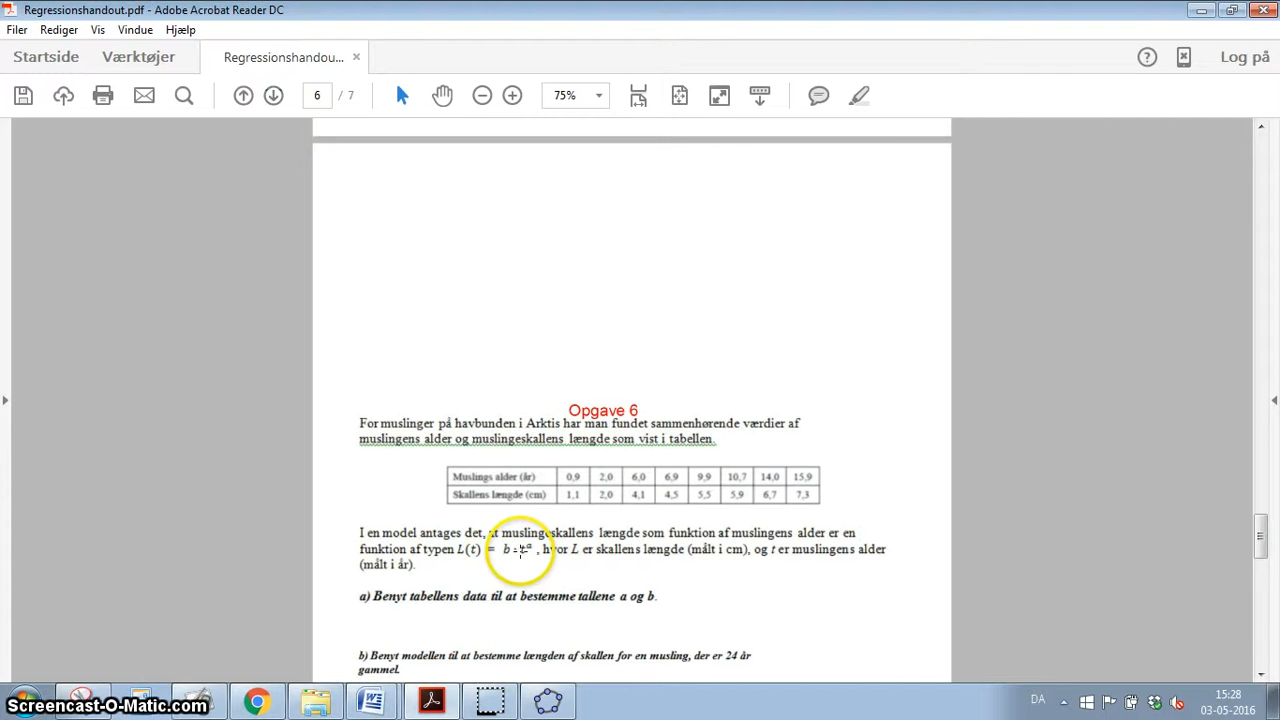 Regressionshandout.pdf - Adobe Acrobat Reader DC
Filer Rediger Vis Vindue Hjælp
Startside Værktøjer Regressionshandou... × Log på
6 / 7 75%
Opgave 6
For muslinger på havbunden i Arktis har man fundet sammenhørende værdier af
muslingens alder og muslingeskallens længde som vist i tabellen.
Muslings alder (år) 0,9 2,0 6,0 6,9 9,9 10,7 14,0 15,9
Skallens længde (cm) 1,1 2,0 4,1 4,5 5,5 5,9 6,7 7,3
I en model antages det, at muslingeskallens længde som funktion af muslingens alder er en
funktion af typen L(t) = b · tᵃ , hvor L er skallens længde (målt i cm), og t er muslingens alder
(målt i år).
a) Benyt tabellens data til at bestemme tallene a og b.
b) Benyt modellen til at bestemme længden af skallen for en musling, der er 24 år
gammel.
Screencast-O-Matic.com
DA 15:28
03-05-2016